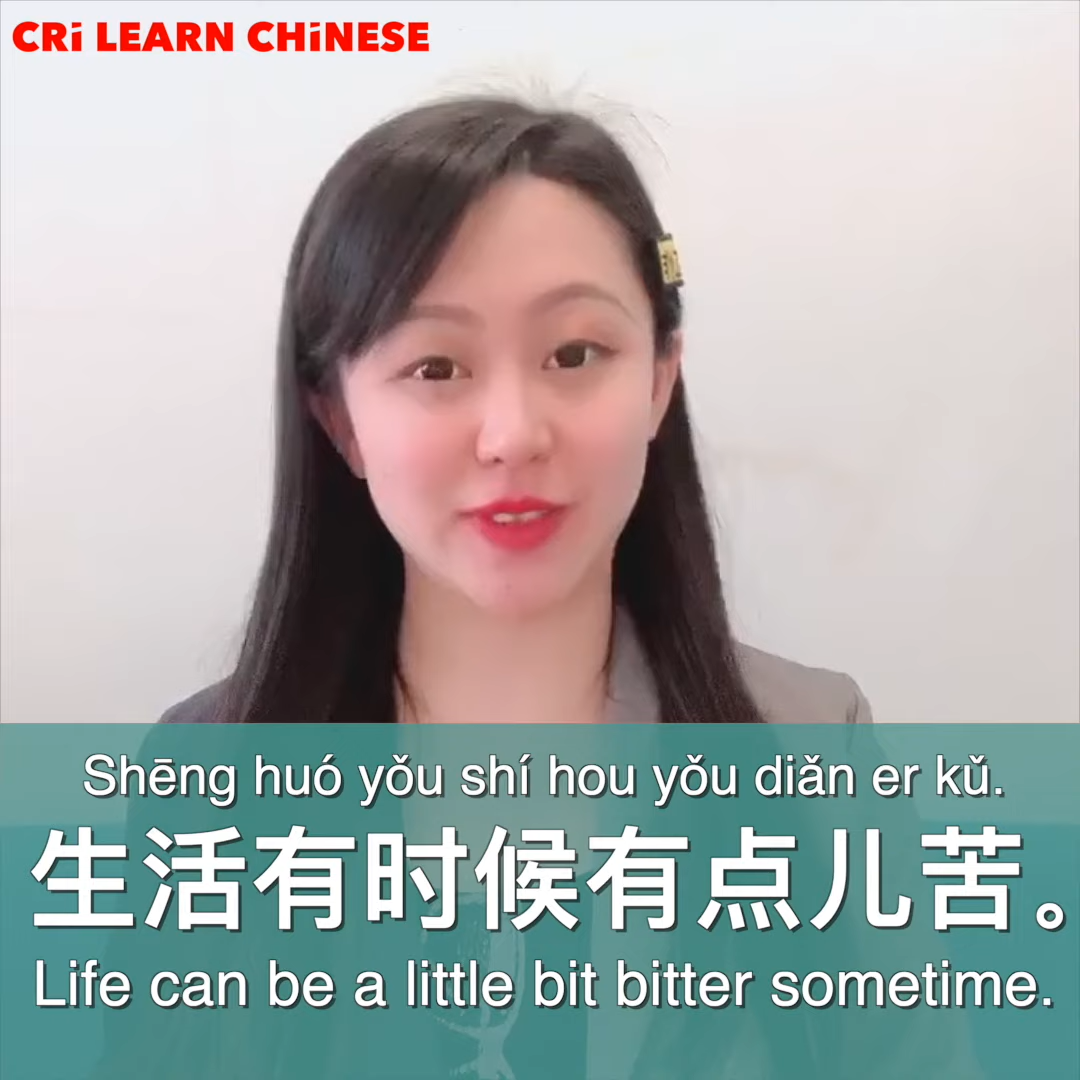 CRi LEARN CHiNESE
Shēng huó yǒu shí hou yǒu diǎn er kǔ.
生活有时候有点儿苦。
Life can be a little bit bitter sometime.